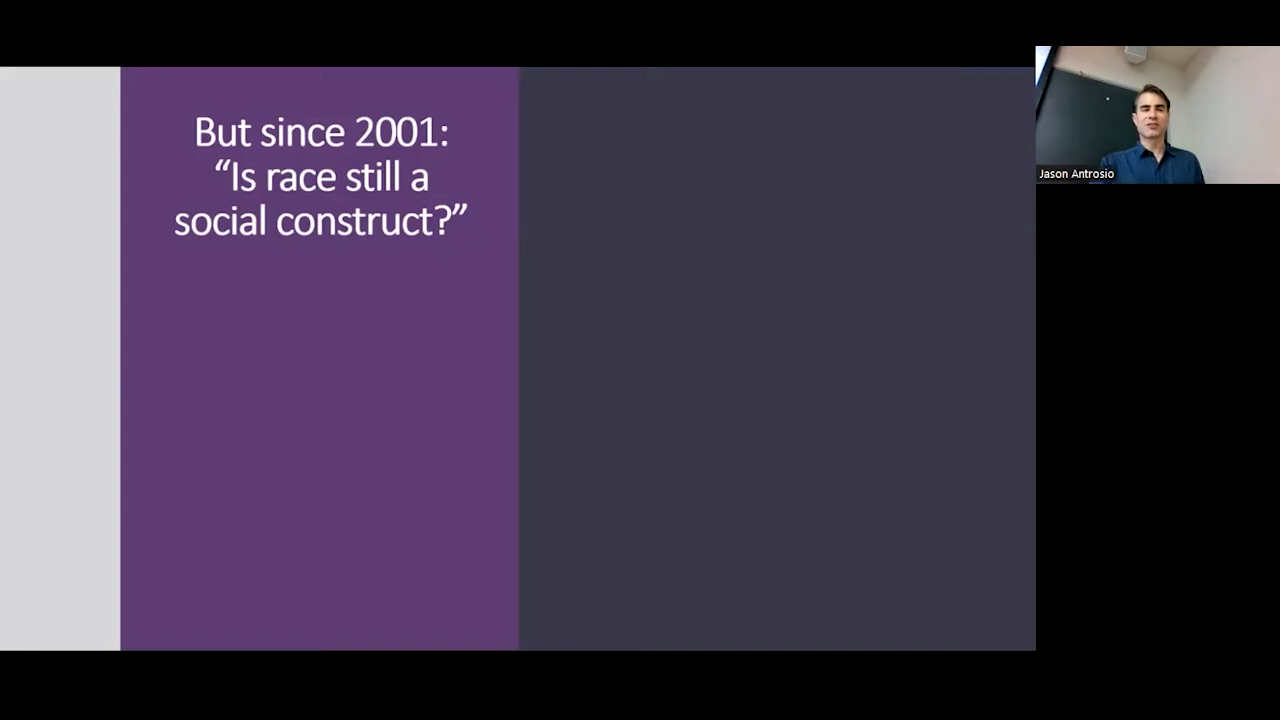 But since 2001:
“Is race still a
social construct?”
Jason Antrosio